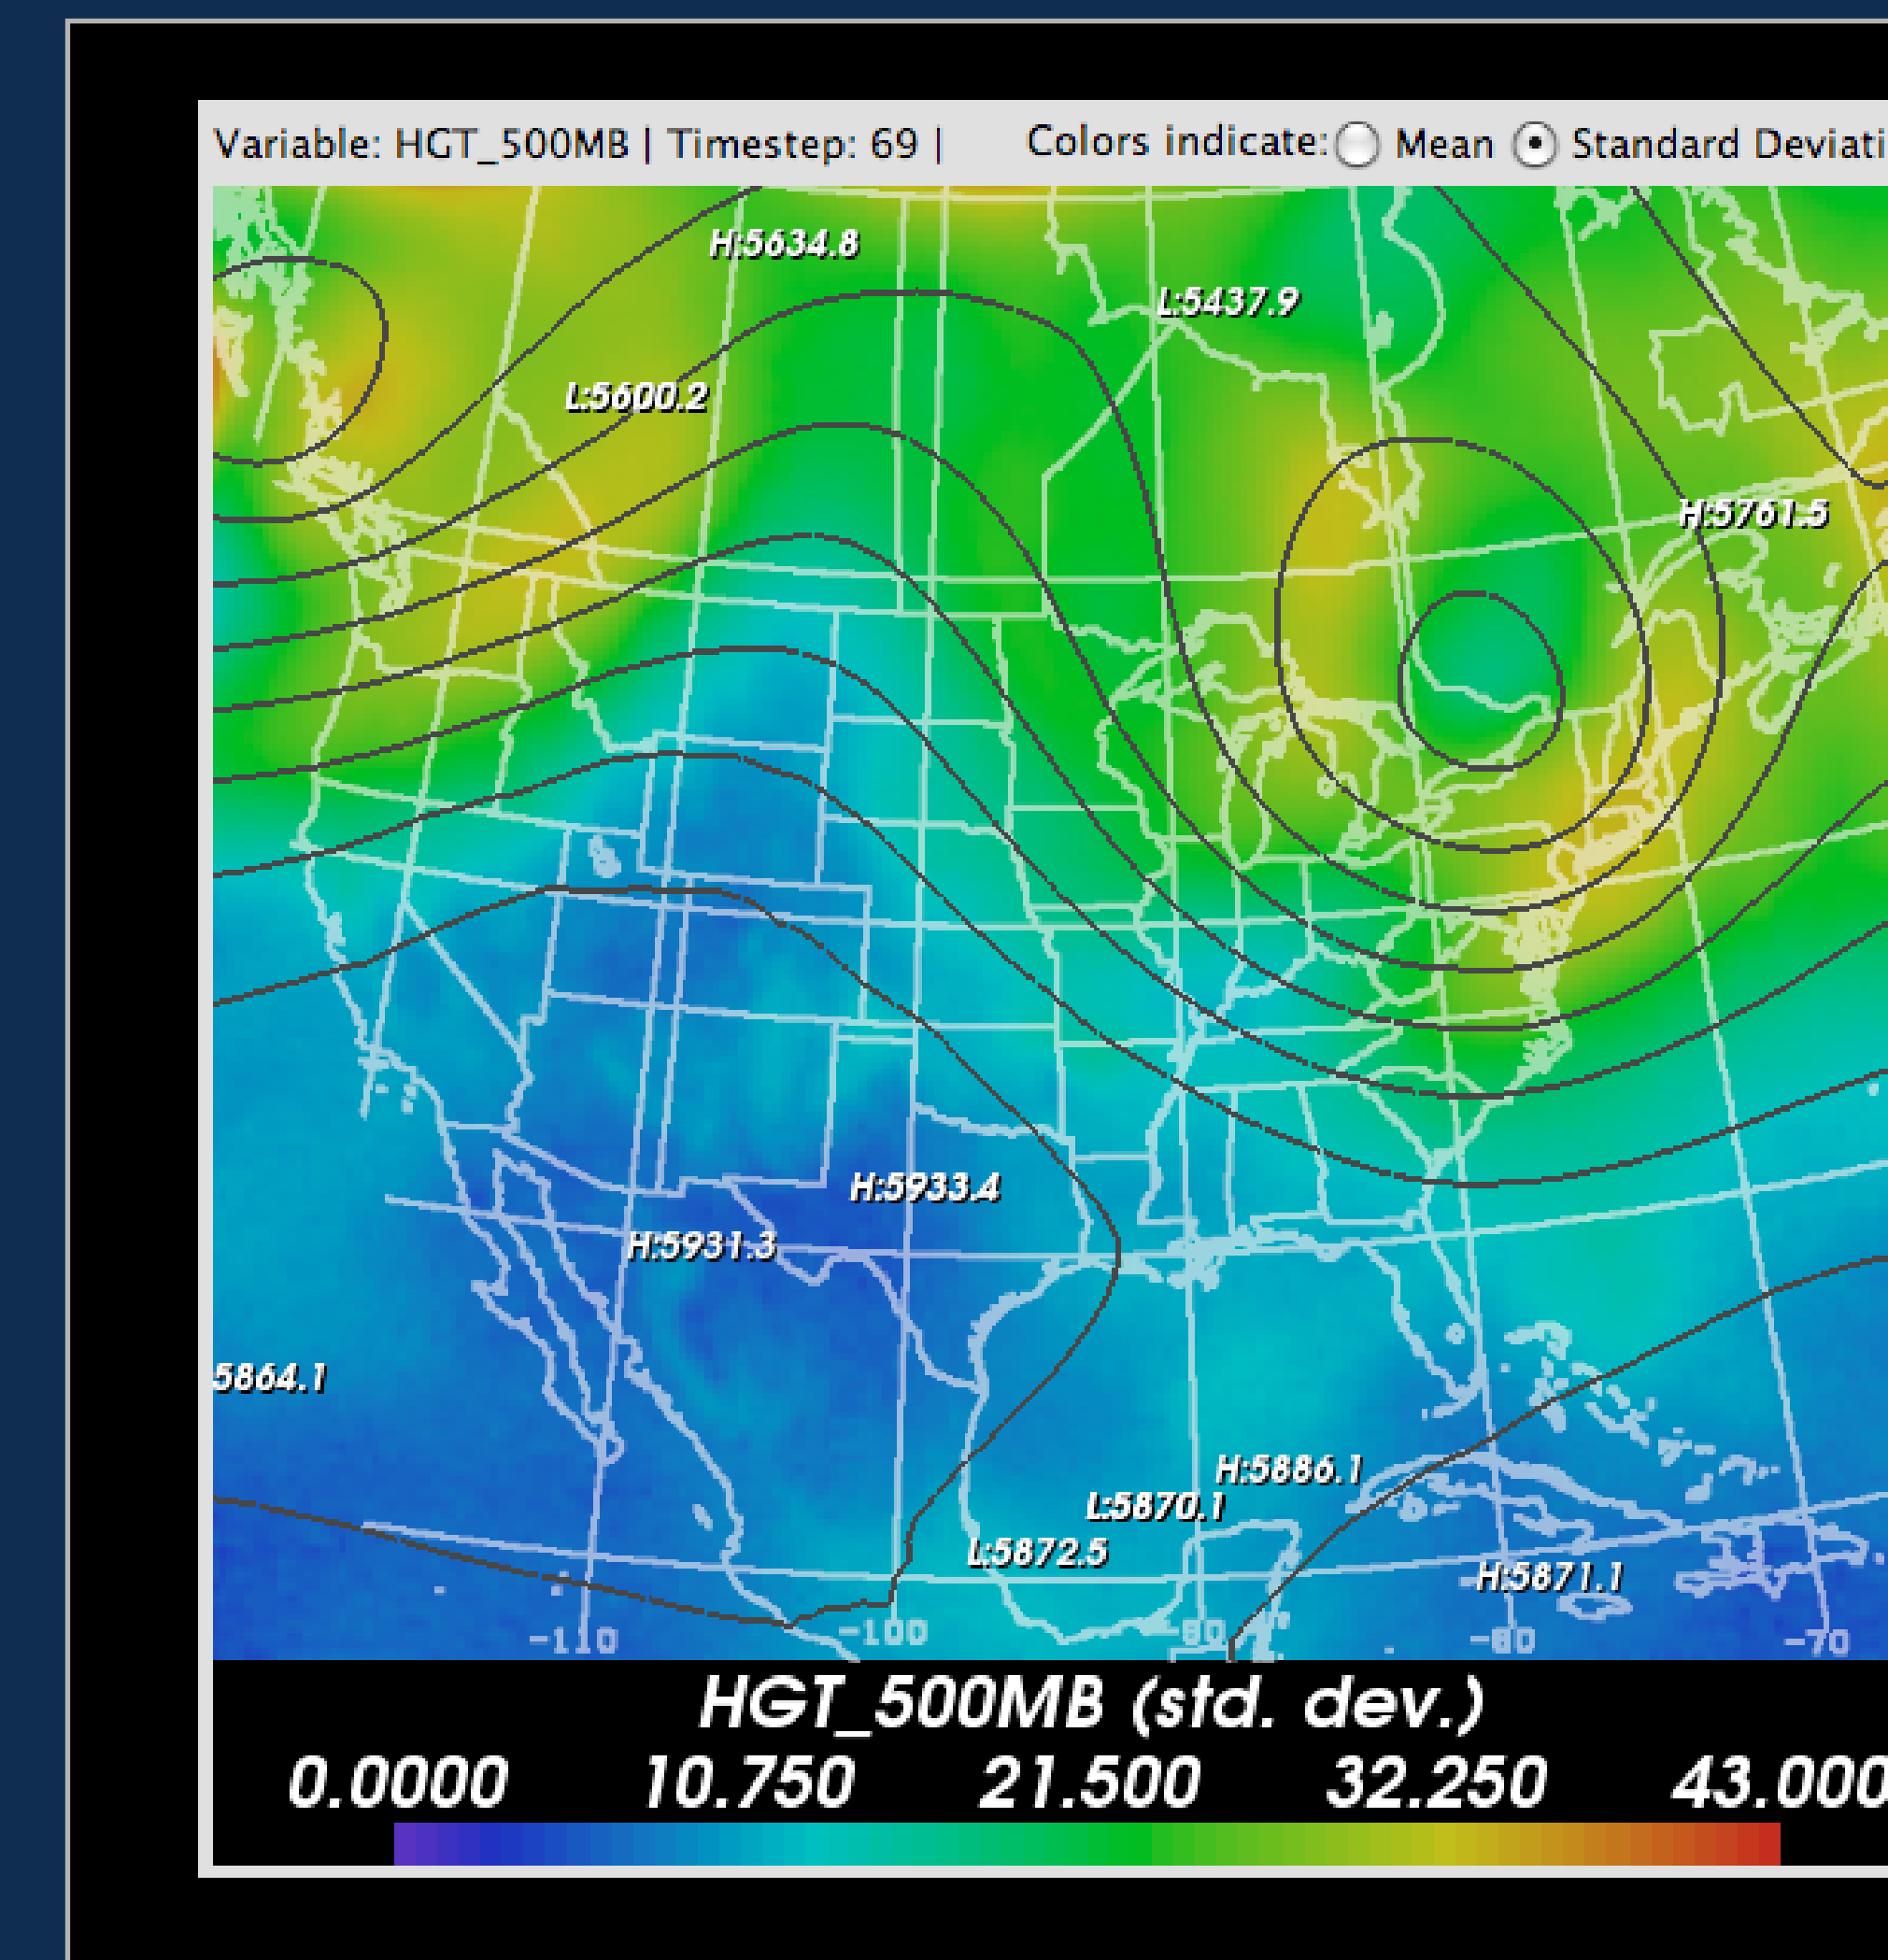 Variable: HGT_500MB | Timestep: 69 | Colors indicate: Mean Standard Deviati
H:5634.8
L:5437.9
L:5600.2
H:5761.5
H:5933.4
H:5931.3
5864.1
H:5886.1
L:5870.1
L:5872.5
H:5871.1
-110 -100 -90 -80 -70
HGT_500MB (std. dev.)
0.0000 10.750 21.500 32.250 43.000